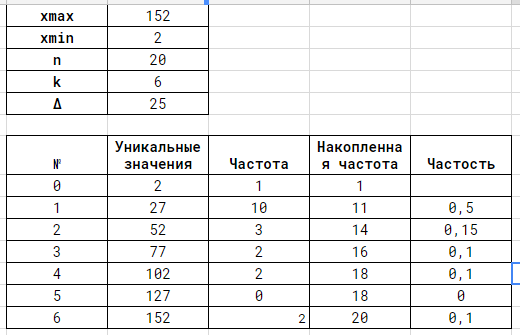 xmax 152
xmin 2
n 20
k 6
Δ 25
Уникальные Накопленна
№ значения Частота я частота Частость
0 2 1 1
1 27 10 11 0,5
2 52 3 14 0,15
3 77 2 16 0,1
4 102 2 18 0,1
5 127 0 18 0
6 152 2 20 0,1